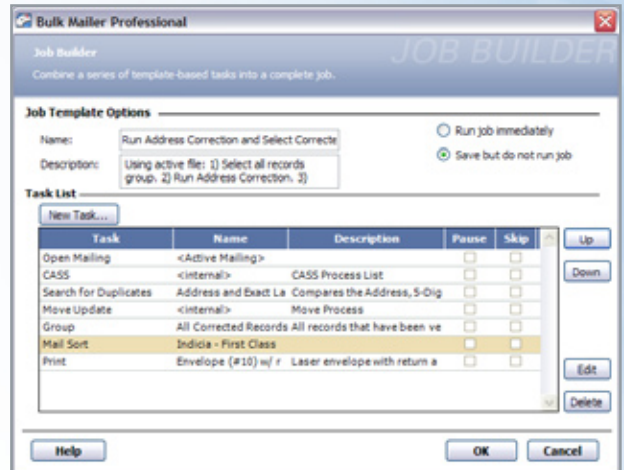 Bulk Mailer Professional
Job Builder
JOB BUILDER
Combine a series of template-based tasks into a complete job.
Job Template Options
Name: Run Address Correction and Select Correcte
Run job immediately
Save but do not run job
Description: Using active file: 1) Select all records
group. 2) Run Address Correction. 3)
Task List
New Task...
Task Name Description Pause Skip
Up
Open Mailing <Active Mailing>
CASS <internal> CASS Process List
Down
Search for Duplicates Address and Exact La Compares the Address, 5-Dig
Move Update <internal> Move Process
Group All Corrected Records All records that have been ve
Mail Sort Indicia - First Class
Print Envelope (#10) w/ r Laser envelope with return a
Edit
Delete
Help OK Cancel